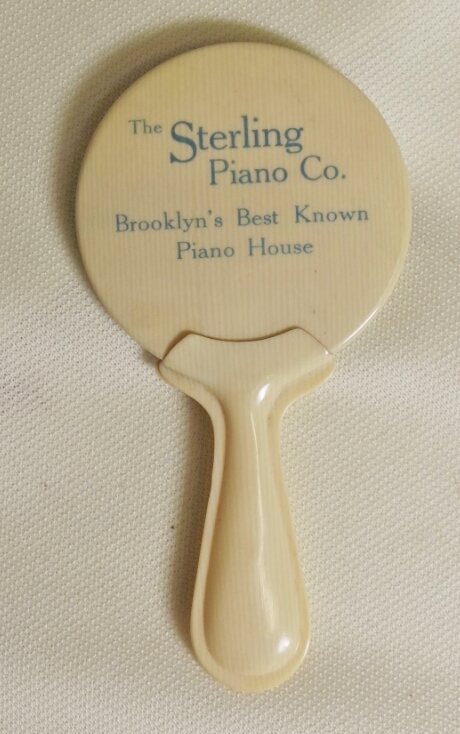 The Sterling
Piano Co.
Brooklyn's Best Known
Piano House